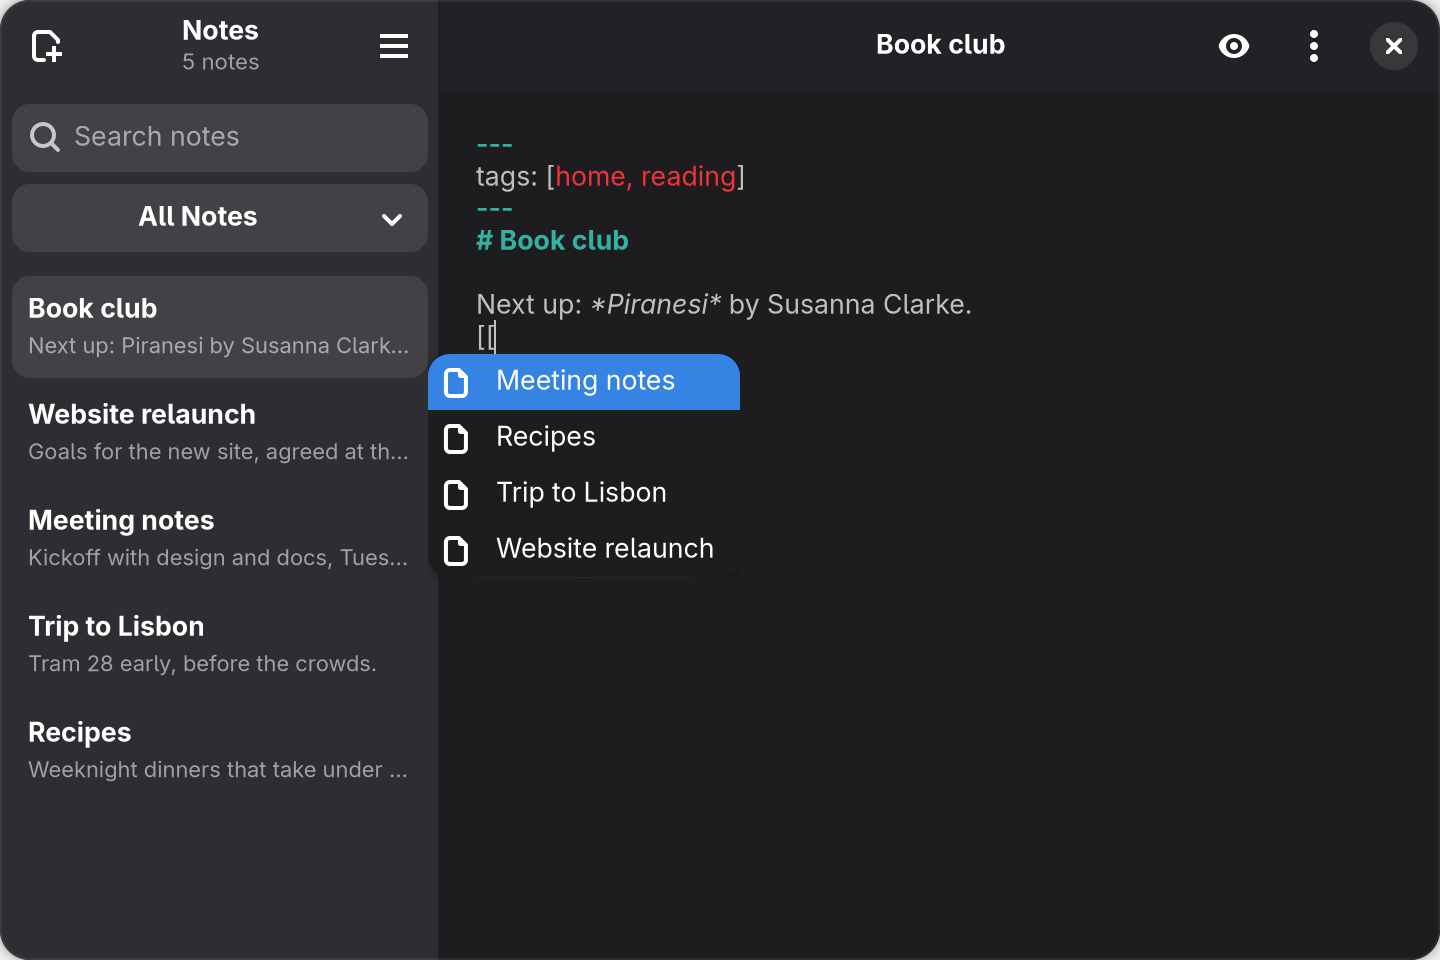 Notes
5 notes
Search notes
All Notes
Book club
Next up: Piranesi by Susanna Clark...
Website relaunch
Goals for the new site, agreed at th...
Meeting notes
Kickoff with design and docs, Tues...
Trip to Lisbon
Tram 28 early, before the crowds.
Recipes
Weeknight dinners that take under ...
Book club
---
tags: [home, reading]
---
# Book club
Next up: *Piranesi* by Susanna Clarke.
[[
Meeting notes
Recipes
Trip to Lisbon
Website relaunch